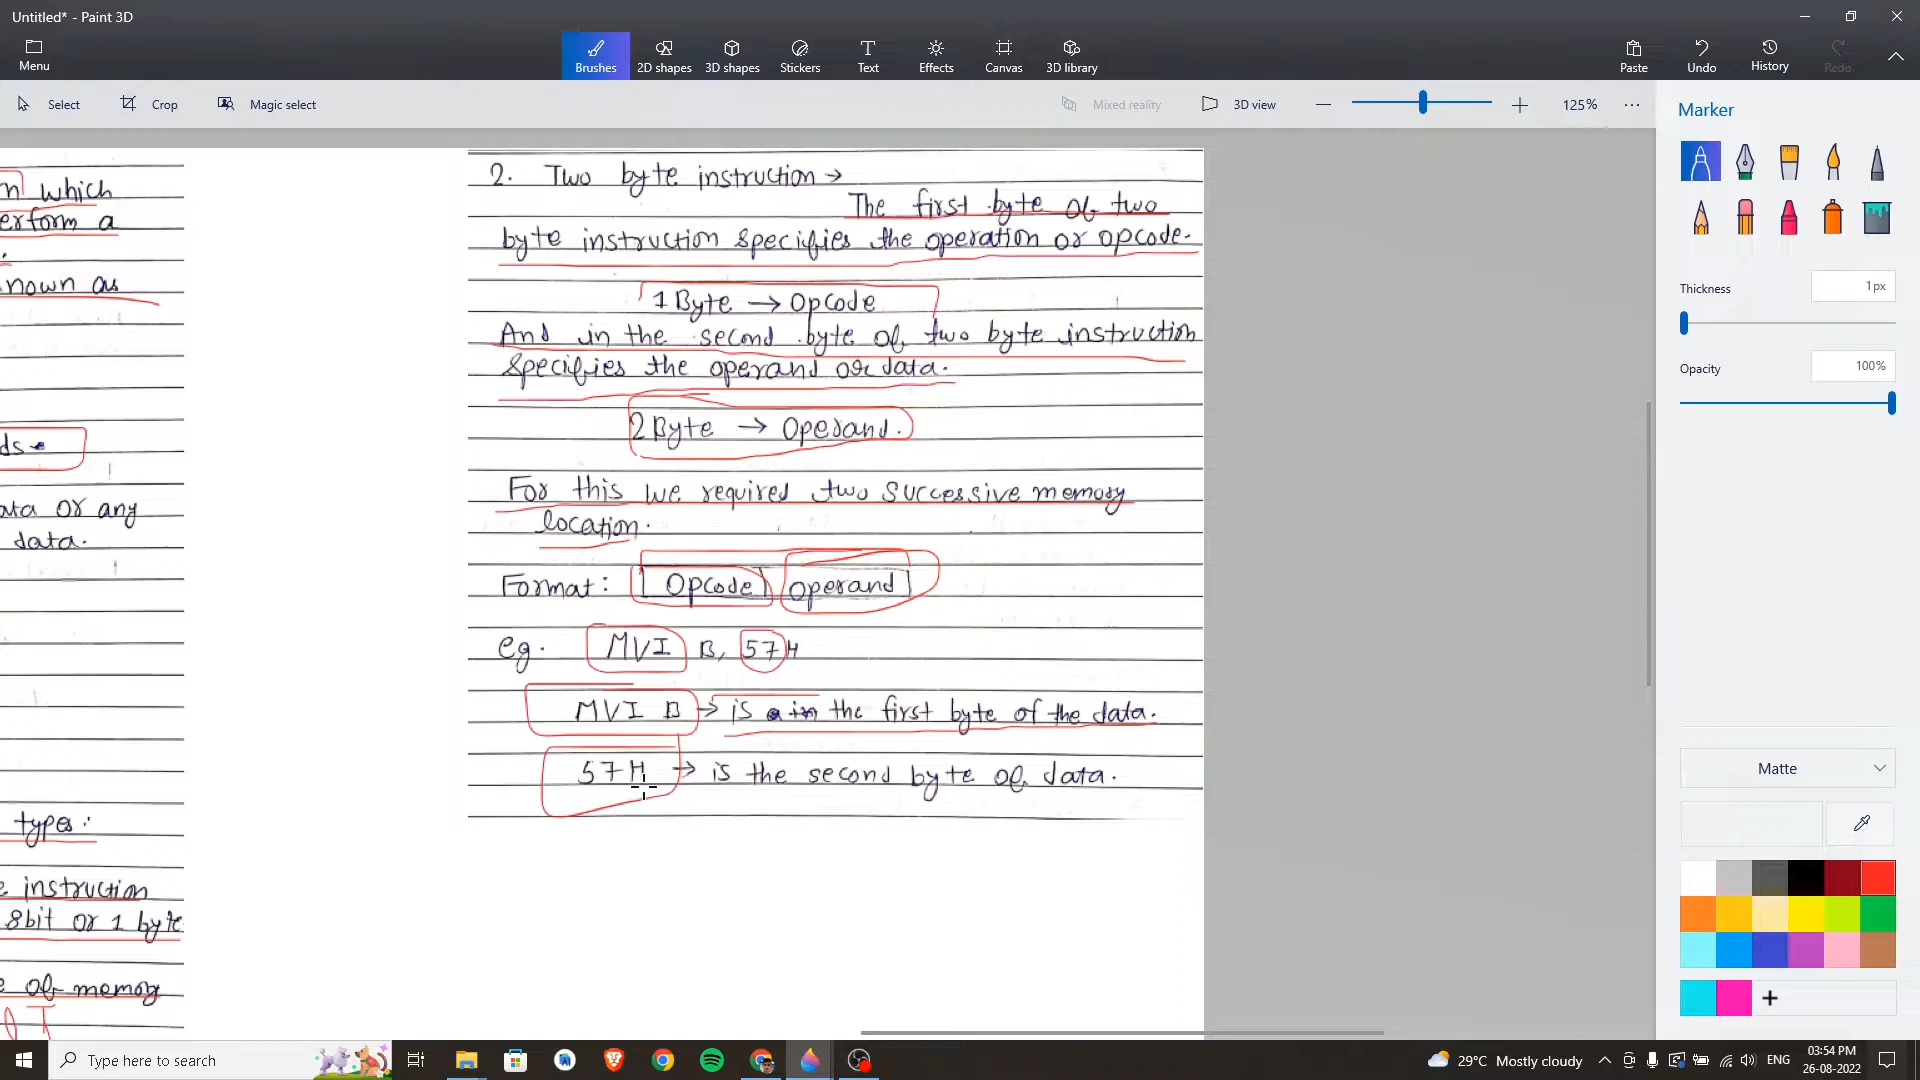 Untitled* - Paint 3D
Menu
Brushes
2D shapes
3D shapes
Stickers
Text
Effects
Canvas
3D library
Paste
Undo
History
Redo
Select
Crop
Magic select
Mixed reality
3D view
125%
Marker
Thickness
1px
Opacity
100%
Matte
n which
erform a
nown as
ds-
ata or any
data.
types:
e instruction
8bit or 1 byte
e of memory
2. Two byte instruction →
The first byte of two
byte instruction specifies the operation or opcode.
1 Byte → Opcode
And in the second byte of two byte instruction
specifies the operand or data.
2 Byte → Operand.
For this we required two successive memory
location.
Format: Opcode operand
eg. MVI B, 57H
MVI B → is the first byte of the data.
57H → is the second byte of data.
Type here to search
29°C Mostly cloudy
ENG
03:54 PM
26-08-2022